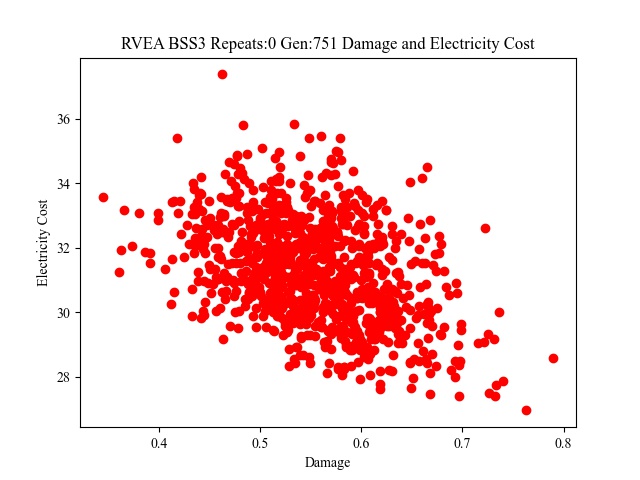 RVEA BSS3 Repeats:0 Gen:751 Damage and Electricity Cost
36
34
32
30
28
Electricity Cost
0.4 0.5 0.6 0.7 0.8
Damage